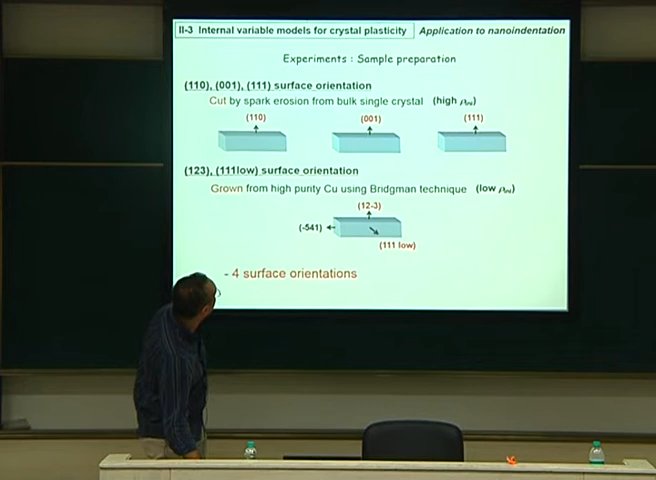 II-3 Internal variable models for crystal plasticity Application to nanoindentation
Experiments : Sample preparation
(110), (001), (111) surface orientation
Cut by spark erosion from bulk single crystal (high ρini)
(110) (001) (111)
(123), (111low) surface orientation
Grown from high purity Cu using Bridgman technique (low ρini)
(12-3)
(-541)
(111 low)
- 4 surface orientations